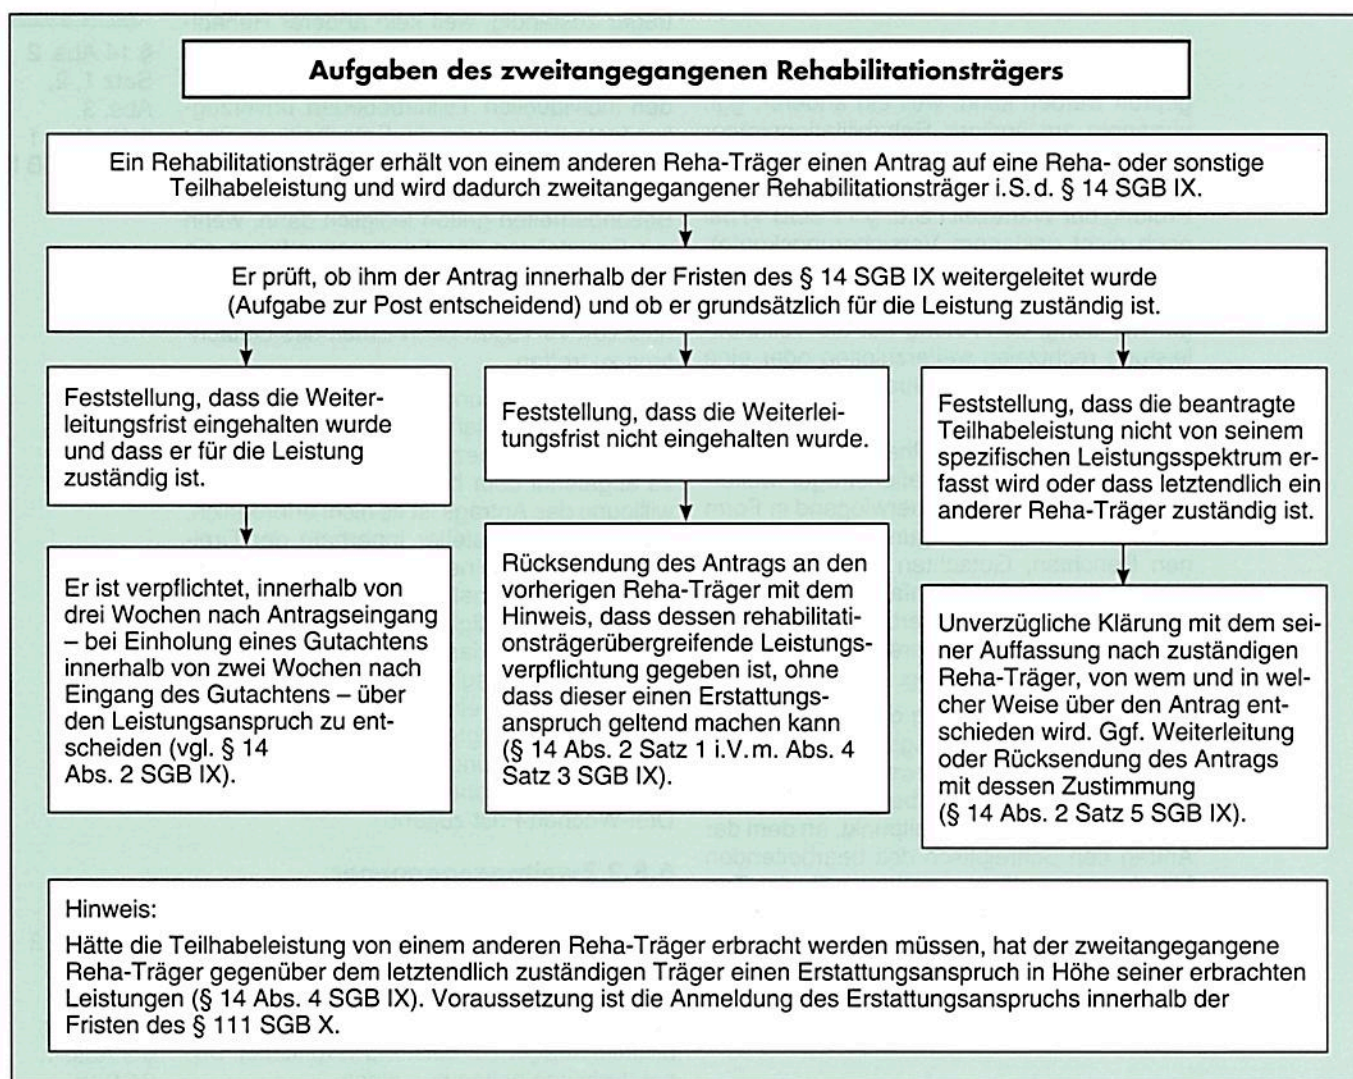 Aufgaben des zweitangegangenen Rehabilitationsträgers
Ein Rehabilitationsträger erhält von einem anderen Reha-Träger einen Antrag auf eine Reha- oder sonstige
Teilhabeleistung und wird dadurch zweitangegangener Rehabilitationsträger i.S.d. § 14 SGB IX.
Er prüft, ob ihm der Antrag innerhalb der Fristen des § 14 SGB IX weitergeleitet wurde
(Aufgabe zur Post entscheidend) und ob er grundsätzlich für die Leistung zuständig ist.
Feststellung, dass die Weiter-
leitungsfrist eingehalten wurde
und dass er für die Leistung
zuständig ist.
Feststellung, dass die Weiterlei-
tungsfrist nicht eingehalten wurde.
Feststellung, dass die beantragte
Teilhabeleistung nicht von seinem
spezifischen Leistungsspektrum er-
fasst wird oder dass letztendlich ein
anderer Reha-Träger zuständig ist.
Er ist verpflichtet, innerhalb von
drei Wochen nach Antragseingang
– bei Einholung eines Gutachtens
innerhalb von zwei Wochen nach
Eingang des Gutachtens – über
den Leistungsanspruch zu ent-
scheiden (vgl. § 14
Abs. 2 SGB IX).
Rücksendung des Antrags an den
vorherigen Reha-Träger mit dem
Hinweis, dass dessen rehabilitati-
onsträgerübergreifende Leistungs-
verpflichtung gegeben ist, ohne
dass dieser einen Erstattungs-
anspruch geltend machen kann
(§ 14 Abs. 2 Satz 1 i.V.m. Abs. 4
Satz 3 SGB IX).
Unverzügliche Klärung mit dem sei-
ner Auffassung nach zuständigen
Reha-Träger, von wem und in wel-
cher Weise über den Antrag ent-
schieden wird. Ggf. Weiterleitung
oder Rücksendung des Antrags
mit dessen Zustimmung
(§ 14 Abs. 2 Satz 5 SGB IX).
Hinweis:
Hätte die Teilhabeleistung von einem anderen Reha-Träger erbracht werden müssen, hat der zweitangegangene
Reha-Träger gegenüber dem letztendlich zuständigen Träger einen Erstattungsanspruch in Höhe seiner erbrachten
Leistungen (§ 14 Abs. 4 SGB IX). Voraussetzung ist die Anmeldung des Erstattungsanspruchs innerhalb der
Fristen des § 111 SGB X.